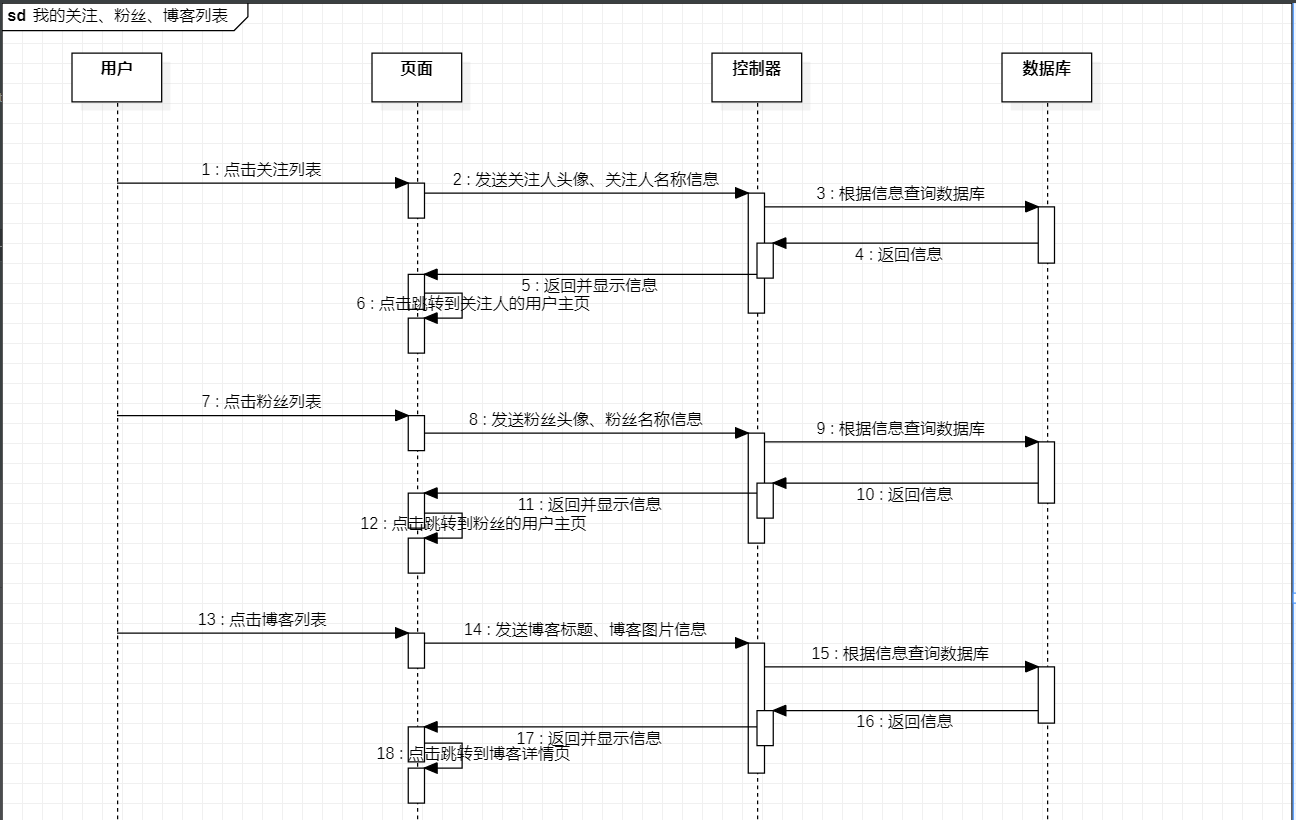 sd 我的关注、粉丝、博客列表
用户
页面
控制器
数据库
1 : 点击关注列表
2 : 发送关注人头像、关注人名称信息
3 : 根据信息查询数据库
4 : 返回信息
5 : 返回并显示信息
6 : 点击跳转到关注人的用户主页
7 : 点击粉丝列表
8 : 发送粉丝头像、粉丝名称信息
9 : 根据信息查询数据库
10 : 返回信息
11 : 返回并显示信息
12 : 点击跳转到粉丝的用户主页
13 : 点击博客列表
14 : 发送博客标题、博客图片信息
15 : 根据信息查询数据库
16 : 返回信息
17 : 返回并显示信息
18 : 点击跳转到博客详情页